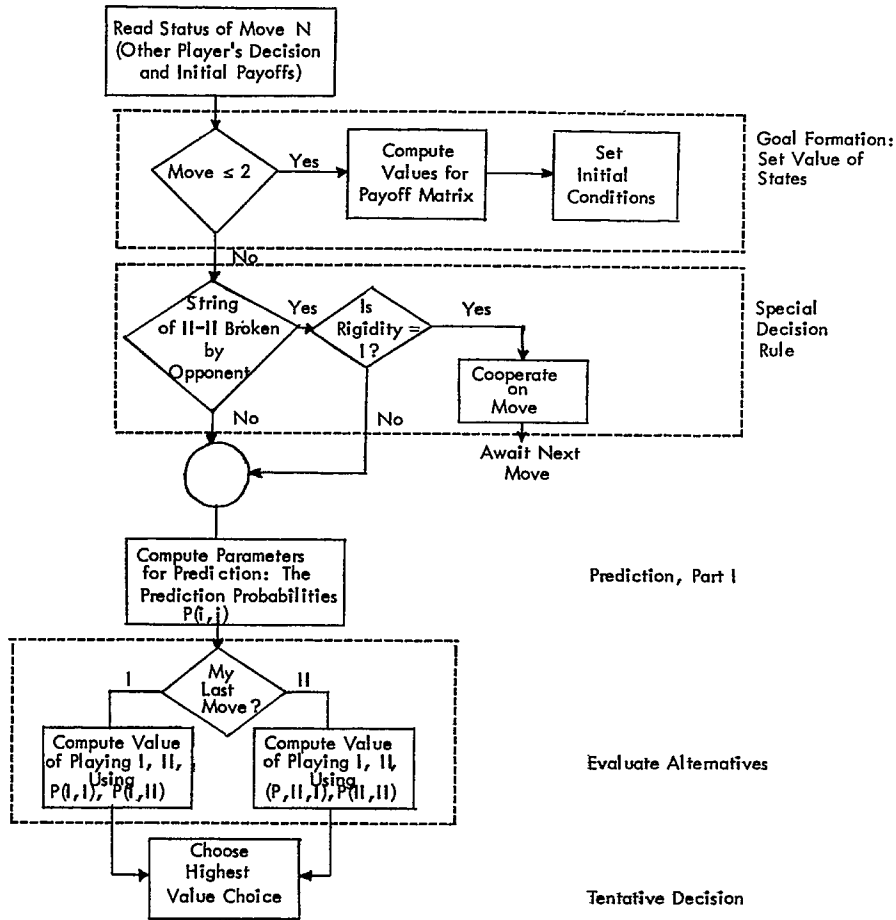 Read Status of Move N
(Other Player's Decision
and Initial Payoffs)
Goal Formation:
Set Value of
States
Move ≤ 2
Yes
Compute
Values for
Payoff Matrix
Set
Initial
Conditions
No
String
of II-II Broken
by
Opponent
Yes
Is
Rigidity =
1?
Yes
Special
Decision
Rule
Cooperate
on
Move
No
No
Await Next
Move
Compute Parameters
for Prediction: The
Prediction Probabilities
P(i,j)
Prediction, Part I
My
Last
Move?
I
II
Compute Value
of Playing I, II,
Using
P(I,I), P(I,II)
Compute Value
of Playing I, II,
Using
(P,II,I),P(II,II)
Evaluate Alternatives
Choose
Highest
Value Choice
Tentative Decision